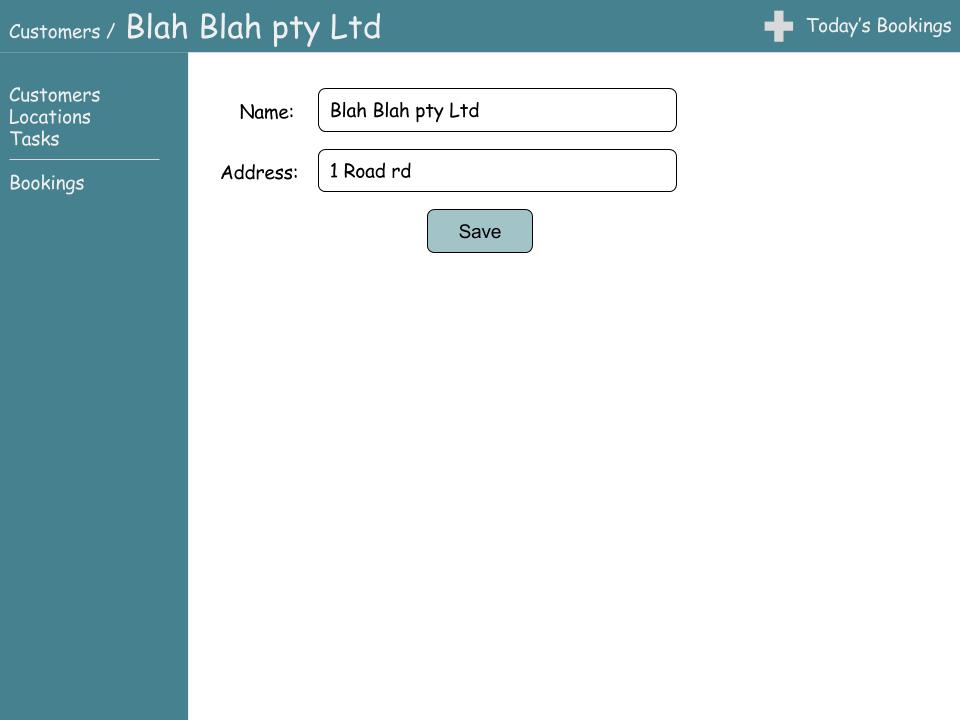 Customers / Blah Blah pty Ltd
Today's Bookings
Customers
Locations
Tasks
Bookings
Name: Blah Blah pty Ltd
Address: 1 Road rd
Save